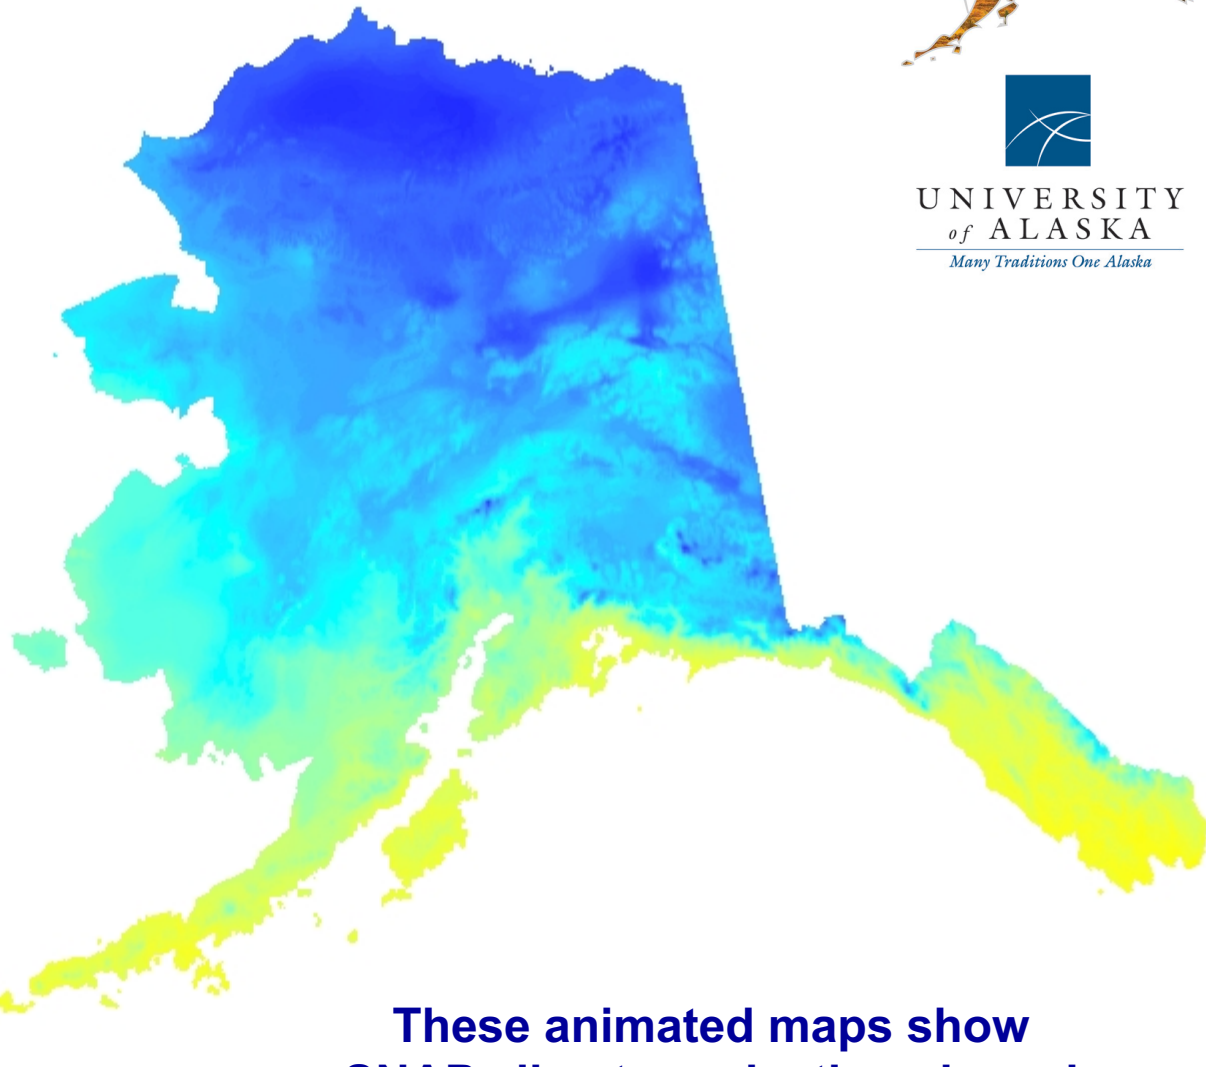 UNIVERSITY
of ALASKA
Many Traditions One Alaska
These animated maps show